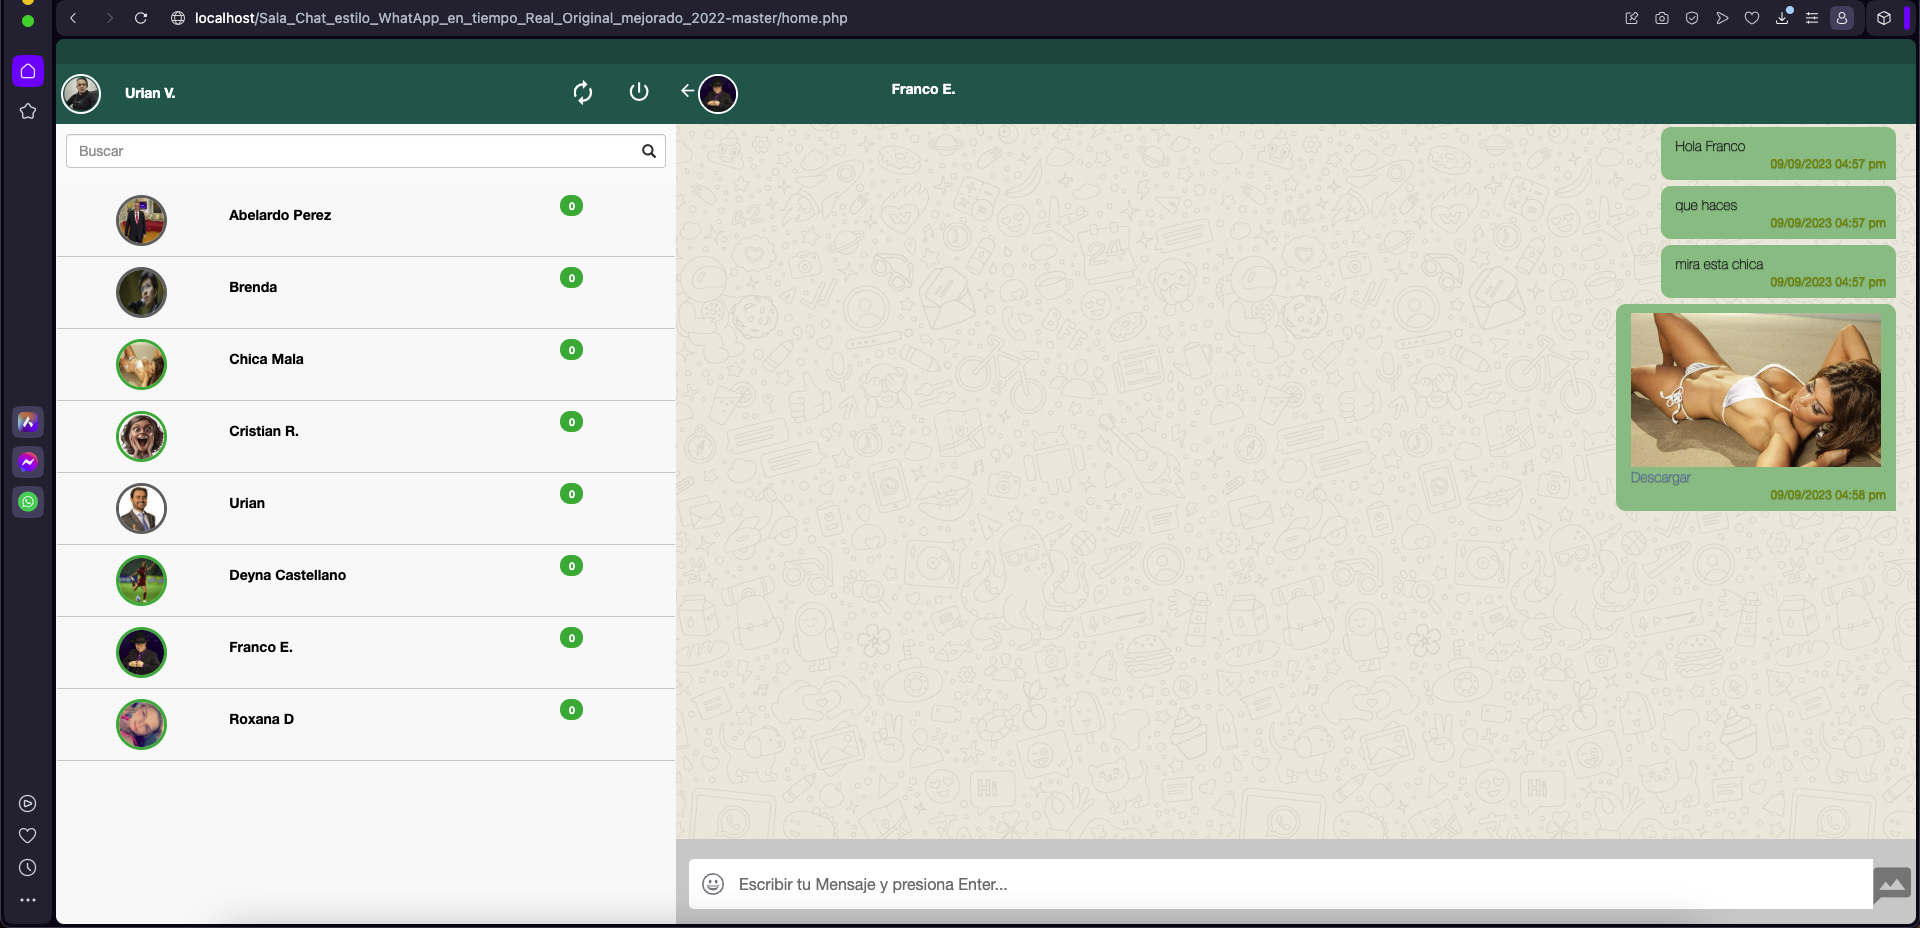 localhost/Sala_Chat_estilo_WhatApp_en_tiempo_Real_Original_mejorado_2022-master/home.php
Urian V.
Franco E.
Buscar
Abelardo Perez
0
Brenda
0
Chica Mala
0
Cristian R.
0
Urian
0
Deyna Castellano
0
Franco E.
0
Roxana D
0
Hola Franco
09/09/2023 04:57 pm
que haces
09/09/2023 04:57 pm
mira esta chica
09/09/2023 04:57 pm
Descargar
09/09/2023 04:58 pm
Escribir tu Mensaje y presiona Enter...